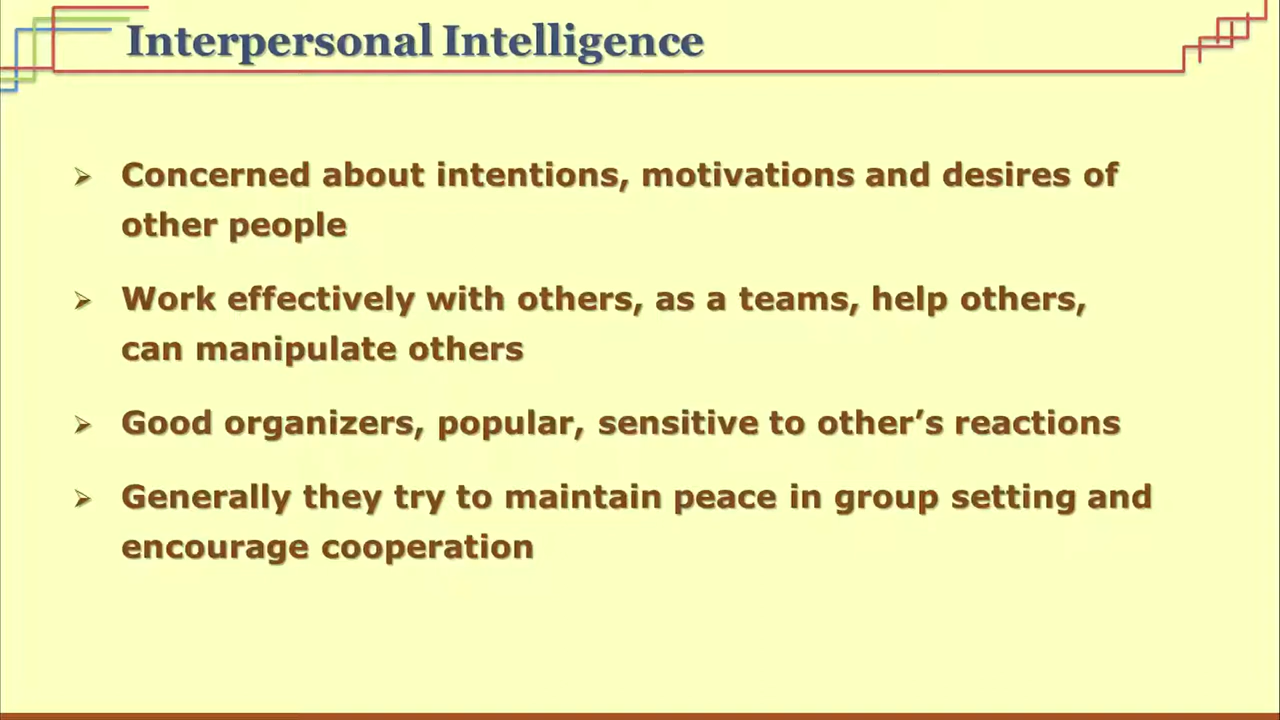 Interpersonal Intelligence
Concerned about intentions, motivations and desires of
other people
Work effectively with others, as a teams, help others,
can manipulate others
Good organizers, popular, sensitive to other’s reactions
Generally they try to maintain peace in group setting and
encourage cooperation